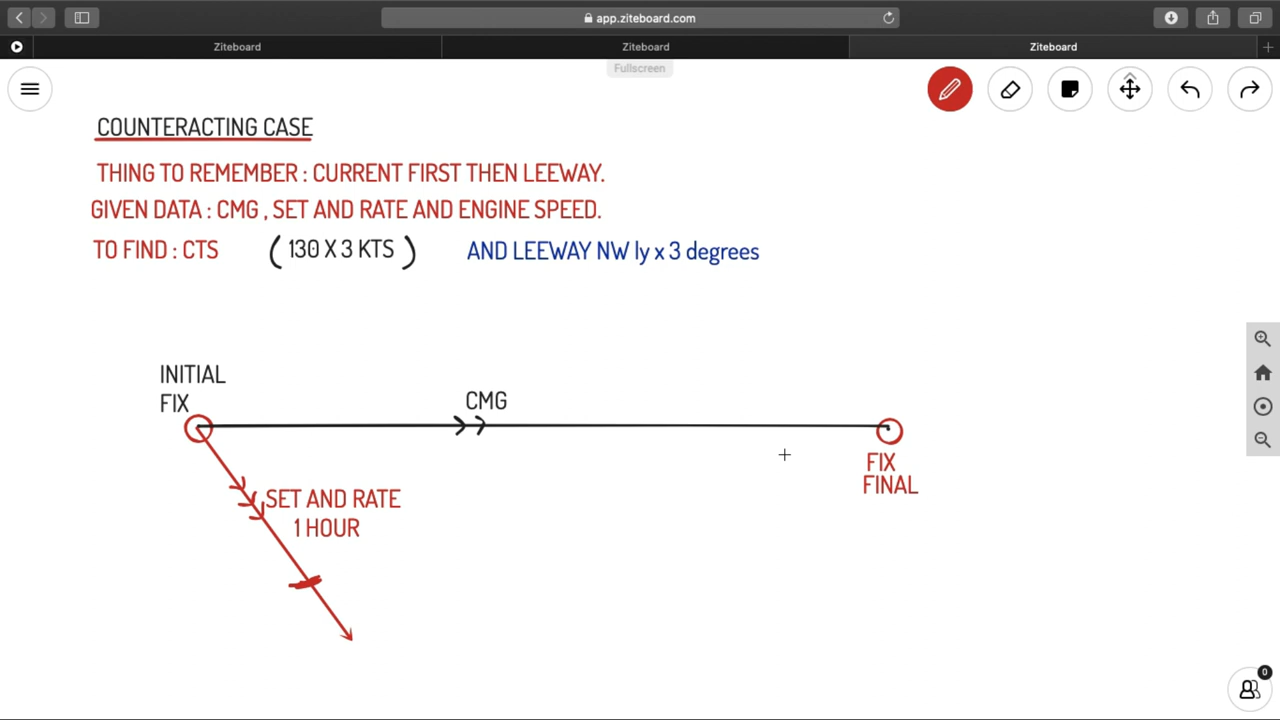 app.ziteboard.com
Ziteboard
Ziteboard
Ziteboard
Fullscreen
COUNTERACTING CASE
THING TO REMEMBER : CURRENT FIRST THEN LEEWAY.
GIVEN DATA : CMG , SET AND RATE AND ENGINE SPEED.
TO FIND : CTS ( 130 X 3 KTS ) AND LEEWAY NW ly x 3 degrees
INITIAL
FIX
CMG
FIX
FINAL
SET AND RATE
1 HOUR
0